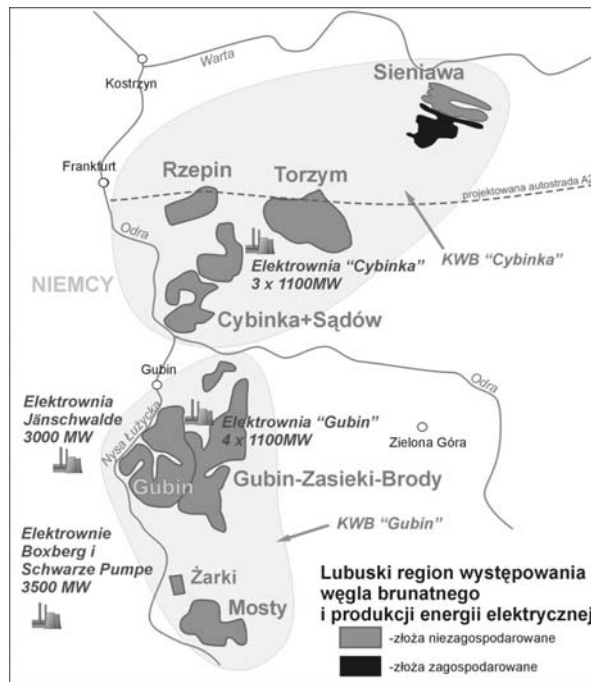 Kostrzyn
Warta
Sieniawa
Frankfurt
Rzepin
Torzym
projektowana autostrada A2
Odra
Elektrownia “Cybinka”
3 x 1100MW
KWB “Cybinka”
NIEMCY
Cybinka+Sądów
Gubin
Odra
Elektrownia
Jänschwalde
3000 MW
Nysa Łużycka
Elektrownia “Gubin”
4 x 1100MW
Zielona Góra
Gubin
Gubin-Zasieki-Brody
KWB “Gubin”
Elektrownie
Boxberg i
Schwarze Pumpe
3500 MW
Żarki
Mosty
Lubuski region występowania
węgla brunatnego
i produkcji energii elektrycznej
-złoża niezagospodarowane
-złoża zagospodarowane